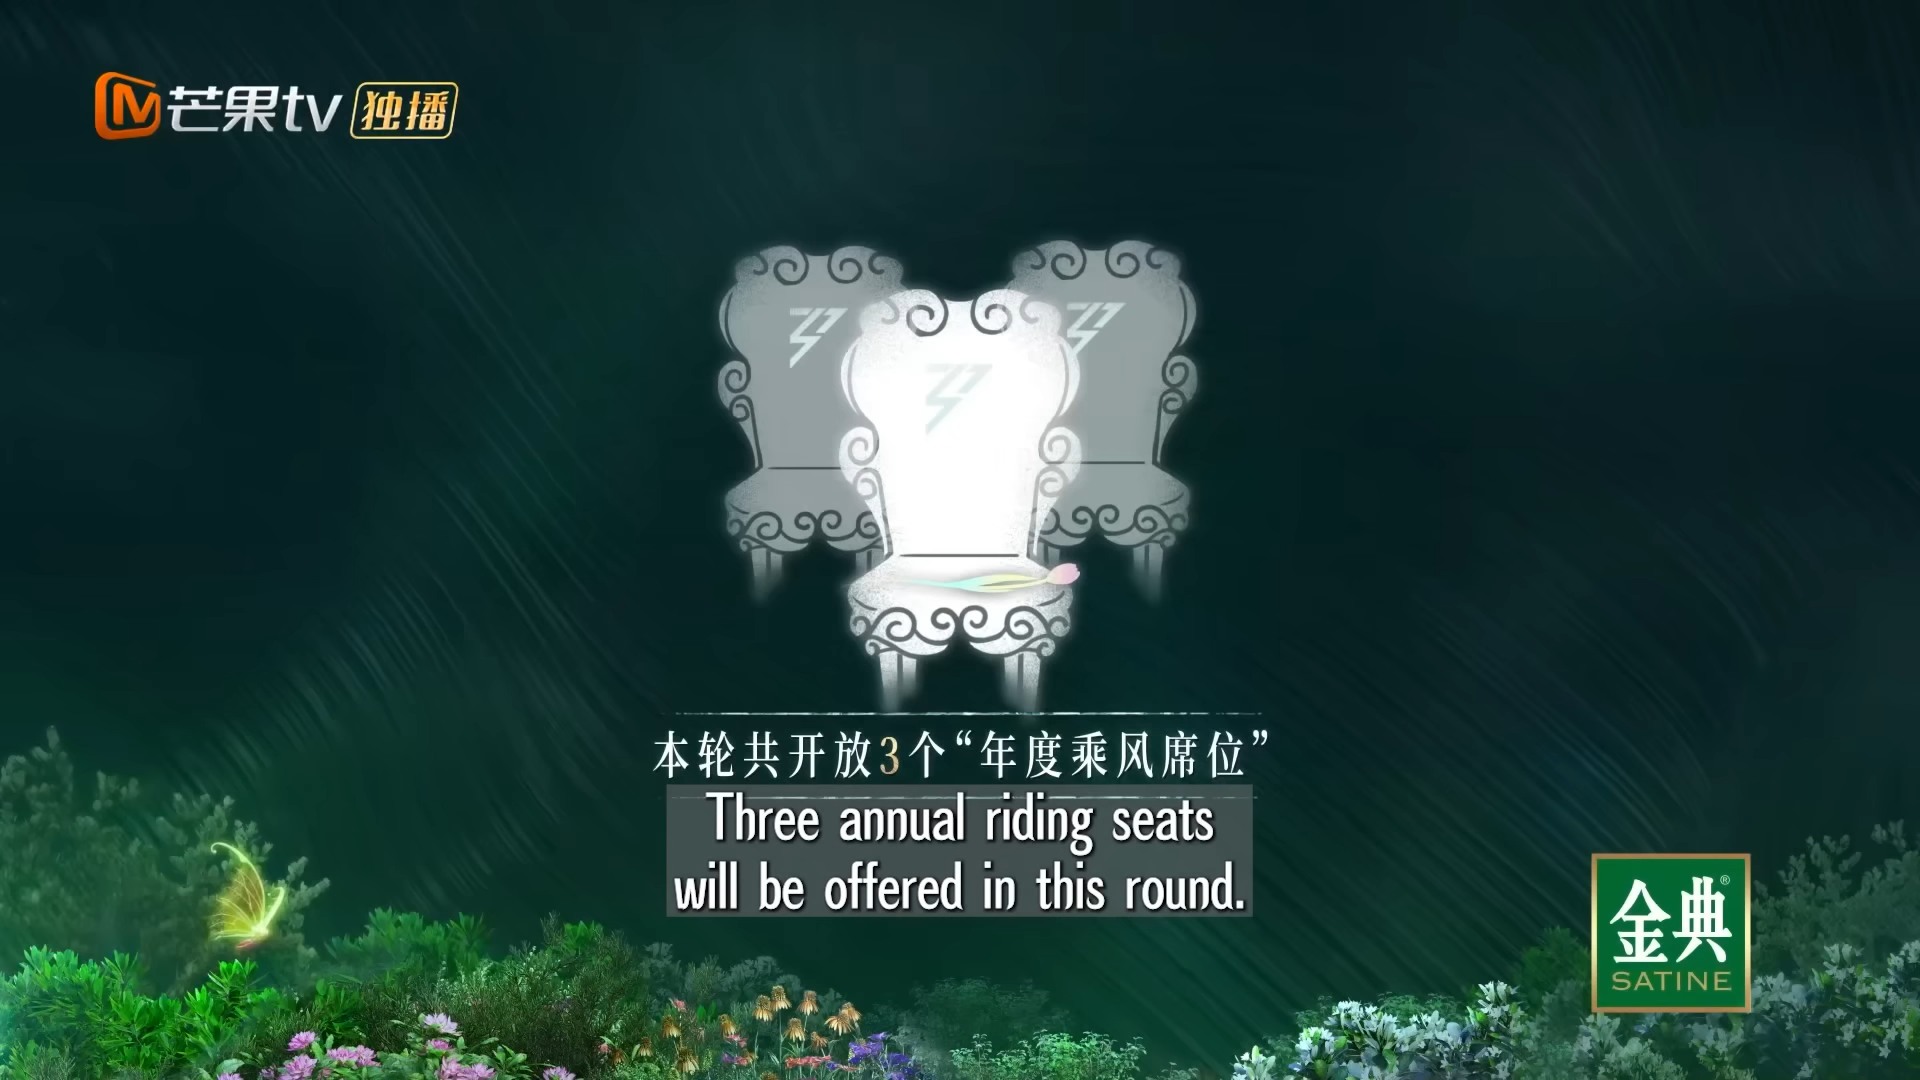 芒果tv 独播
本轮共开放3个“年度乘风席位”
Three annual riding seats
will be offered in this round.
金典®
SATINE